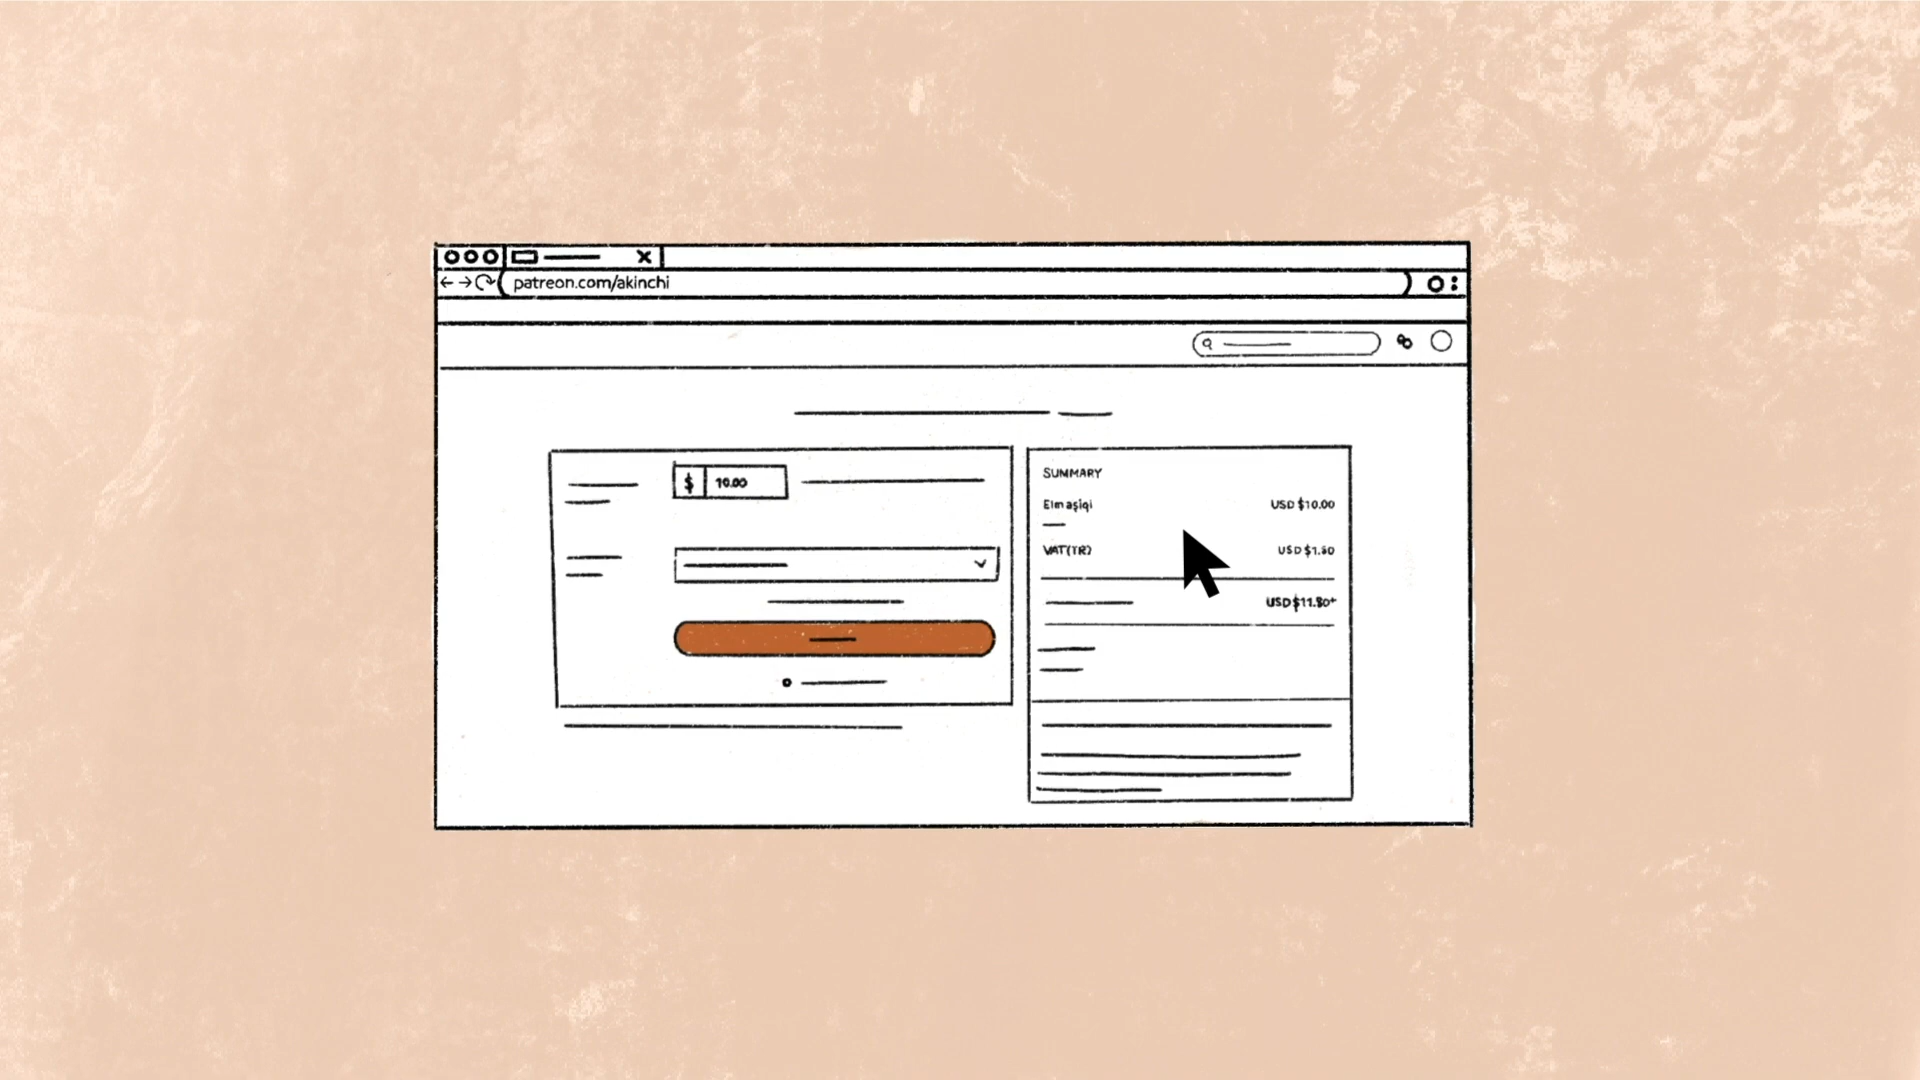 patreon.com/akinchi
$ 10.00
SUMMARY
Elm aşiqi USD $10.00
VAT(TR) USD $1.80
USD $11.80*